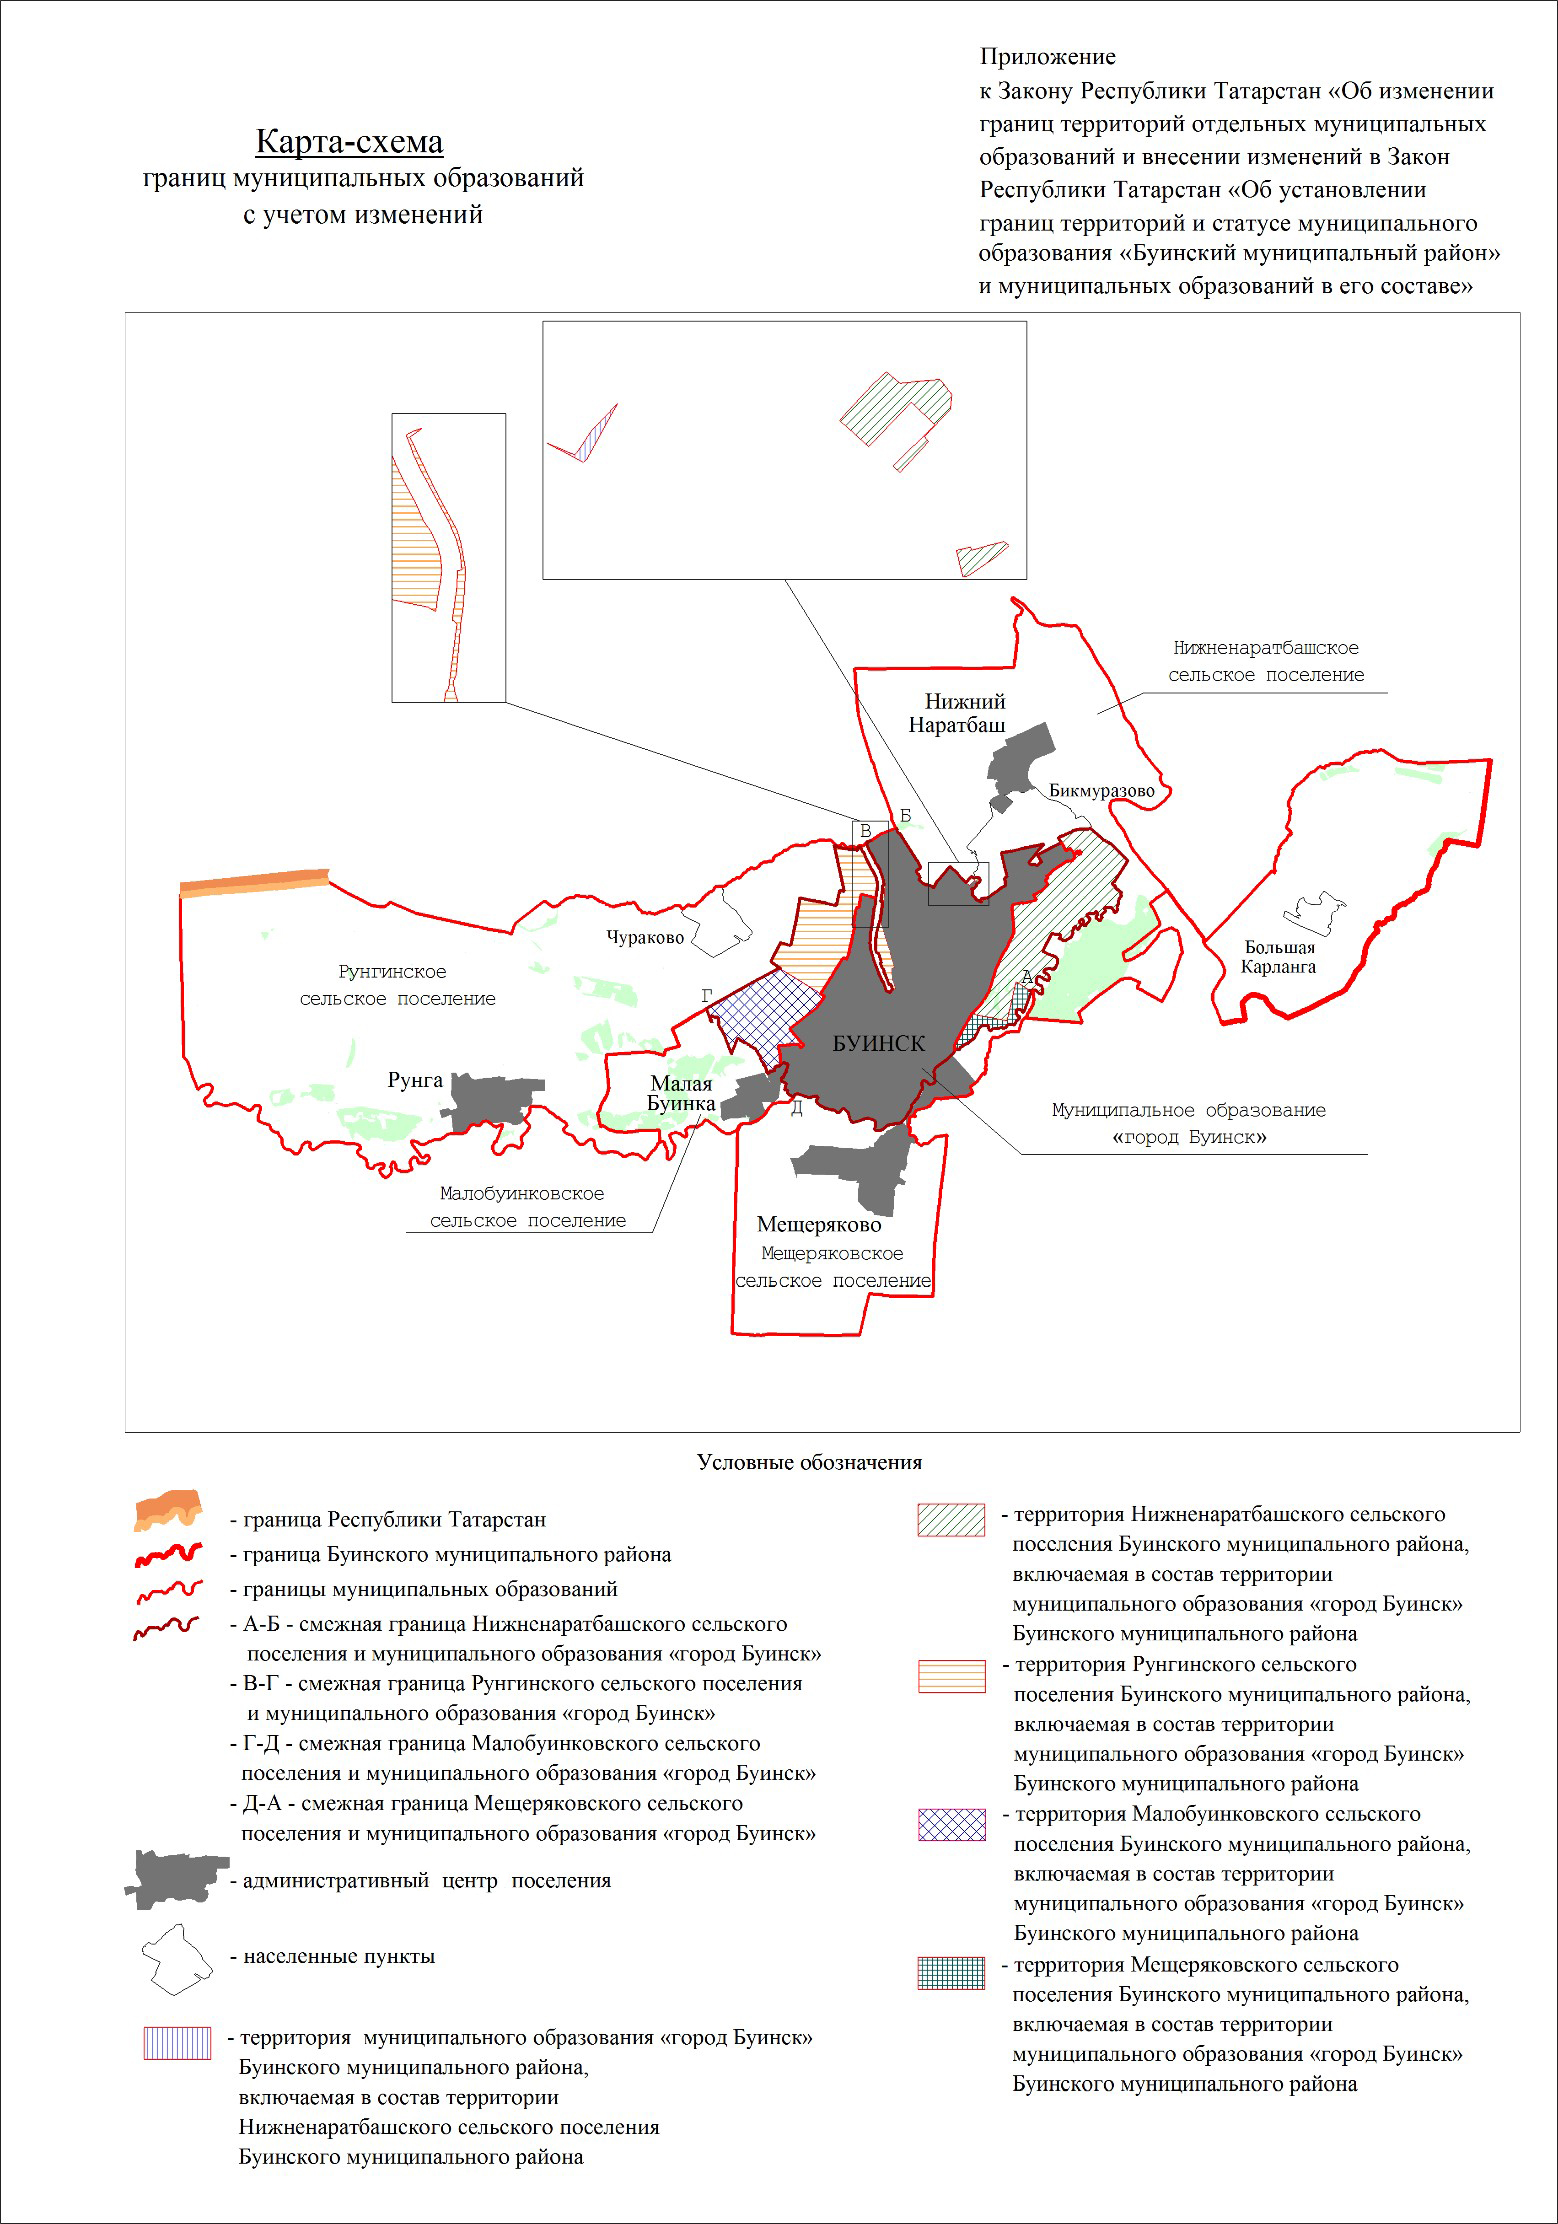 Приложение
к Закону Республики Татарстан «Об изменении
границ территорий отдельных муниципальных
образований и внесении изменений в Закон
Республики Татарстан «Об установлении
границ территорий и статусе муниципального
образования «Буинский муниципальный район»
и муниципальных образований в его составе»
Карта-схема
границ муниципальных образований
с учетом изменений
Нижненаратбашское
сельское поселение
Нижний
Наратбаш
Бикмуразово
Б
В
Чураково
Большая
Карланга
Рунгинское
сельское поселение
А
Г
БУИНСК
Рунга
Малая
Буинка
Д
Муниципальное образование
«город Буинск»
Малобуинковское
сельское поселение
Мещеряково
Мещеряковское
сельское поселение
Условные обозначения
- граница Республики Татарстан
- граница Буинского муниципального района
- границы муниципальных образований
- А-Б - смежная граница Нижненаратбашского сельского
поселения и муниципального образования «город Буинск»
- В-Г - смежная граница Рунгинского сельского поселения
и муниципального образования «город Буинск»
- Г-Д - смежная граница Малобуинковского сельского
поселения и муниципального образования «город Буинск»
- Д-А - смежная граница Мещеряковского сельского
поселения и муниципального образования «город Буинск»
- административный центр поселения
- населенные пункты
- территория муниципального образования «город Буинск»
Буинского муниципального района,
включаемая в состав территории
Нижненаратбашского сельского поселения
Буинского муниципального района
- территория Нижненаратбашского сельского
поселения Буинского муниципального района,
включаемая в состав территории
муниципального образования «город Буинск»
Буинского муниципального района
- территория Рунгинского сельского
поселения Буинского муниципального района,
включаемая в состав территории
муниципального образования «город Буинск»
Буинского муниципального района
- территория Малобуинковского сельского
поселения Буинского муниципального района,
включаемая в состав территории
муниципального образования «город Буинск»
Буинского муниципального района
- территория Мещеряковского сельского
поселения Буинского муниципального района,
включаемая в состав территории
муниципального образования «город Буинск»
Буинского муниципального района